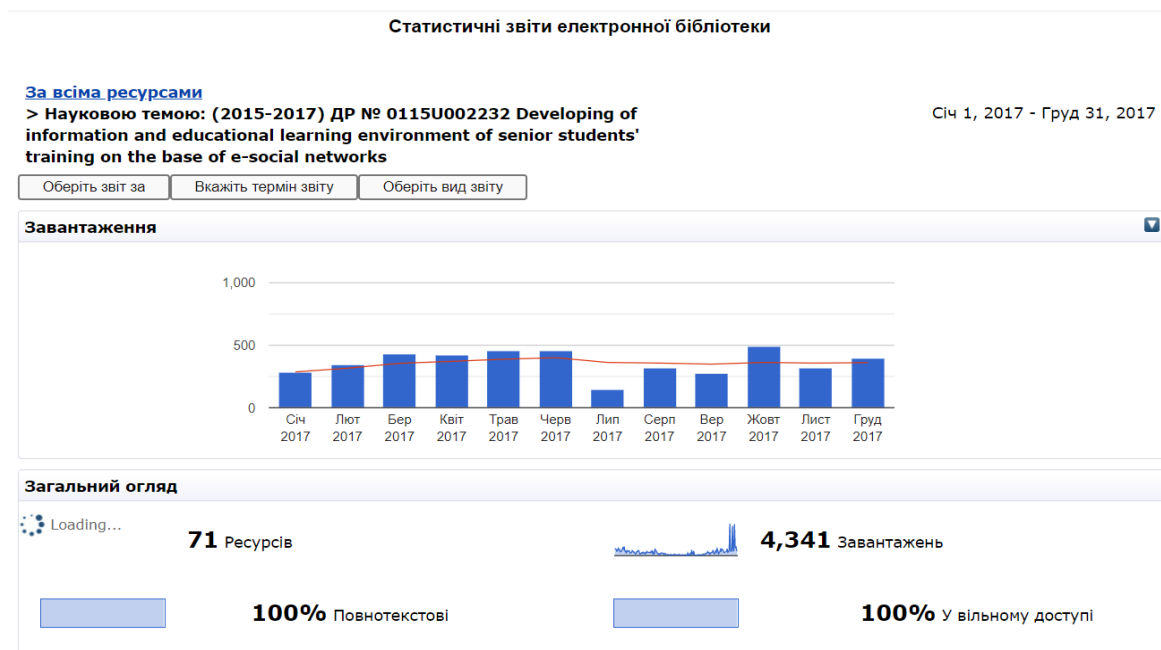 Статистичні звіти електронної бібліотеки
За всіма ресурсами
> Науковою темою: (2015-2017) ДР № 0115U002232 Developing of
information and educational learning environment of senior students'
training on the base of e-social networks
Січ 1, 2017 - Груд 31, 2017
Оберіть звіт за Вкажіть термін звіту Оберіть вид звіту
Завантаження
1,000
500
0
Січ Лют Бер Квіт Трав Черв Лип Серп Вер Жовт Лист Груд
2017 2017 2017 2017 2017 2017 2017 2017 2017 2017 2017 2017
Загальний огляд
Loading...
71 Ресурсів
4,341 Завантажень
100% Повнотекстові
100% У вільному доступі